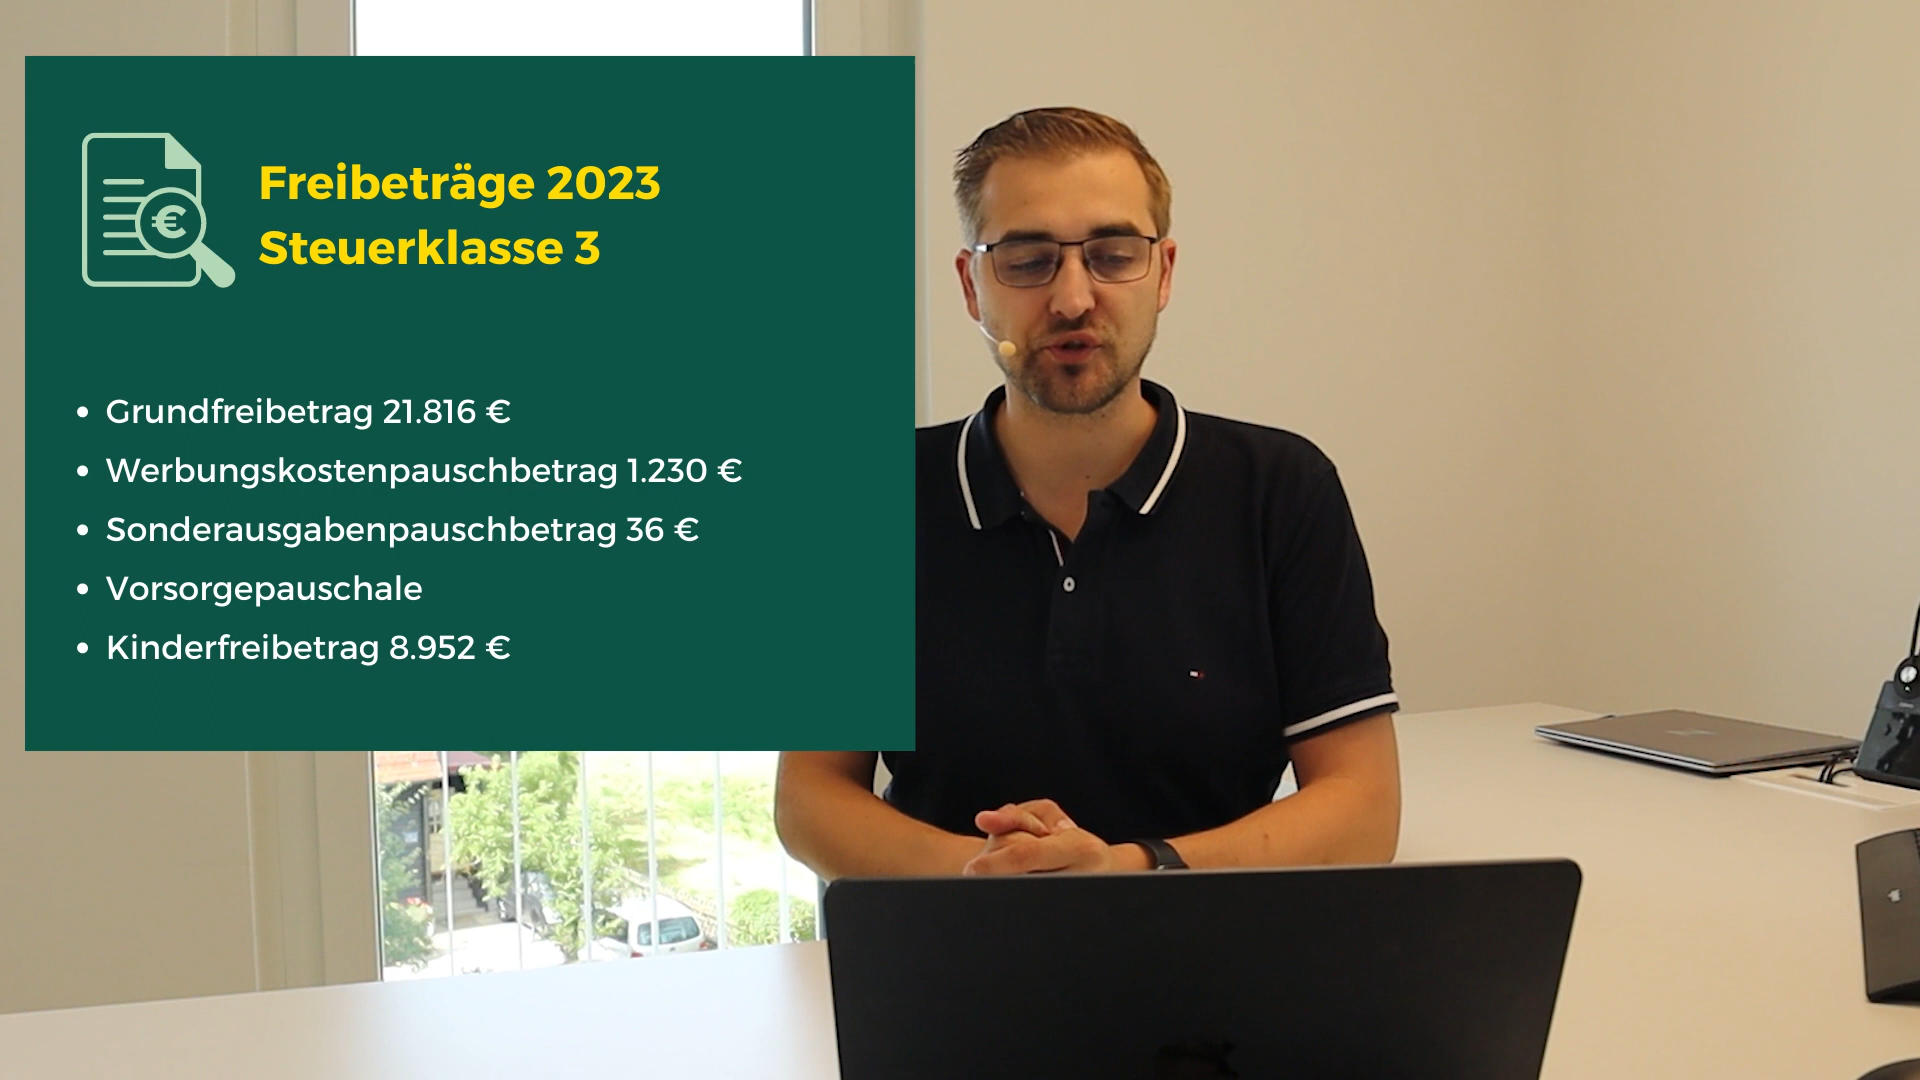 Freibeträge 2023
Steuerklasse 3
€
• Grundfreibetrag 21.816 €
• Werbungskostenpauschbetrag 1.230 €
• Sonderausgabenpauschbetrag 36 €
• Vorsorgepauschale
• Kinderfreibetrag 8.952 €